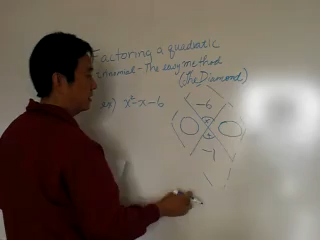 Factoring a quadratic
trinomial - The easy method
(The Diamond)
ex) x²-x-6
-6
-1